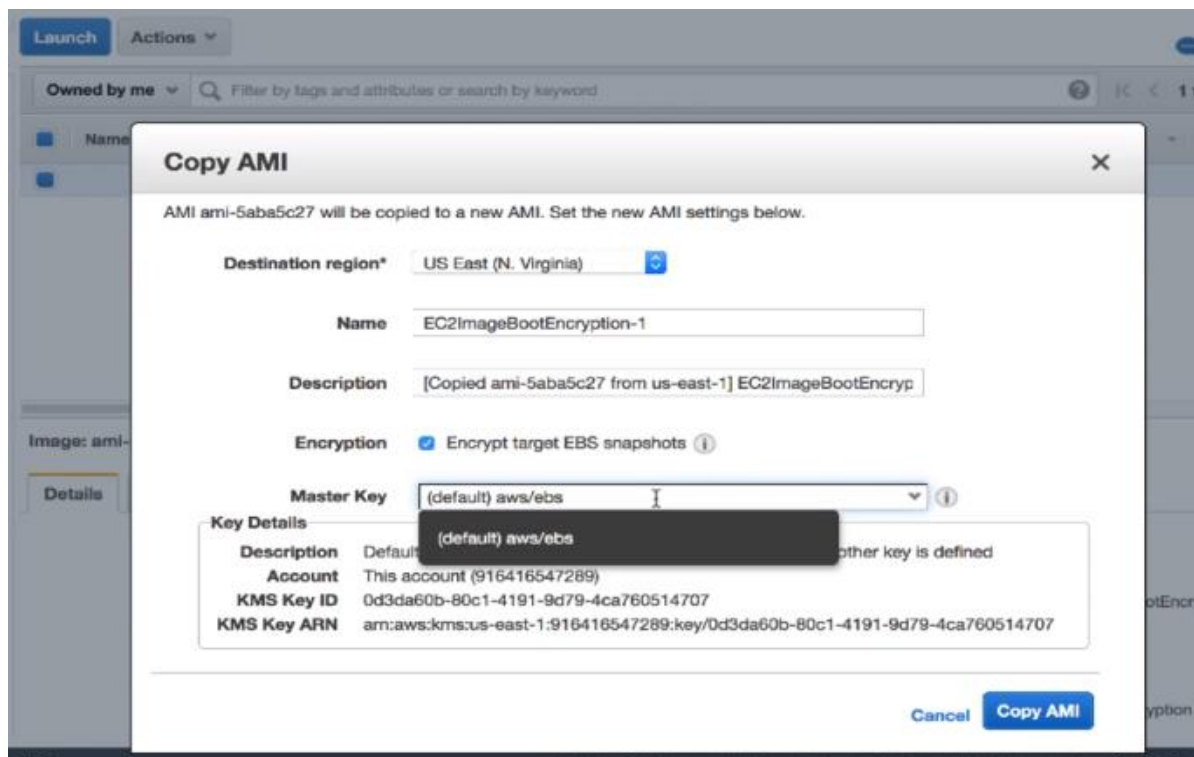 Launch Actions
Owned by me Filter by tags and attributes or search by keyword
Name
Copy AMI
AMI ami-5aba5c27 will be copied to a new AMI. Set the new AMI settings below.
Destination region* US East (N. Virginia)
Name EC2ImageBootEncryption-1
Description [Copied ami-5aba5c27 from us-east-1] EC2ImageBootEncryp
Encryption Encrypt target EBS snapshots
Image: ami-
Master Key (default) aws/ebs
Details
Key Details
(default) aws/ebs
Description Default other key is defined
Account This account (916416547289)
KMS Key ID 0d3da60b-80c1-4191-9d79-4ca760514707
KMS Key ARN arn:aws:kms:us-east-1:916416547289:key/0d3da60b-80c1-4191-9d79-4ca760514707
otEncr
Cancel Copy AMI
yption